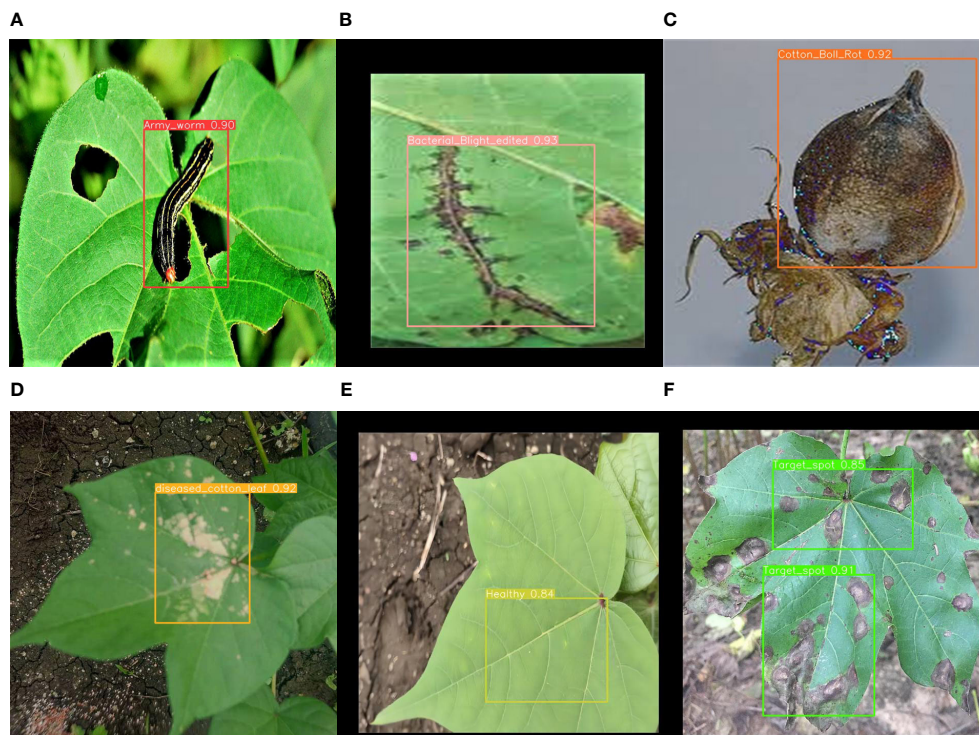 A
B
C
Army_worm 0.90
Bacterial_Blight_edited 0.93
Cotton_Boll_Rot 0.92
D
E
F
diseased_cotton_leaf 0.92
Healthy 0.84
Target_spot 0.85
Target_spot 0.91